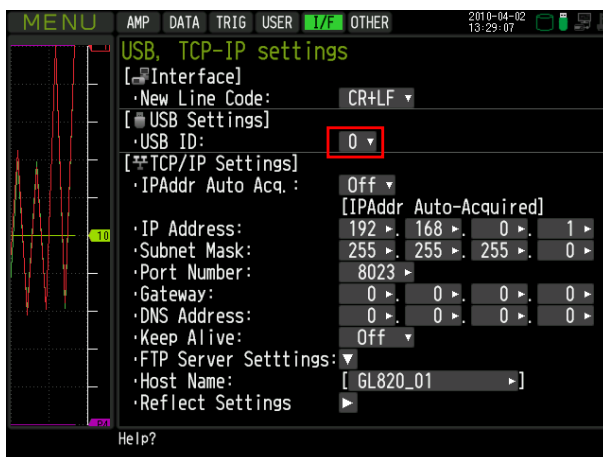 MENU AMP DATA TRIG USER I/F OTHER 2010-04-02
13:29:07
USB, TCP-IP settings
[Interface]
·New Line Code: CR+LF
[USB Settings]
·USB ID: 0
[TCP/IP Settings]
·IPAddr Auto Acq.: Off
[IPAddr Auto-Acquired]
·IP Address: 192 . 168 . 0 . 1
·Subnet Mask: 255 . 255 . 255 . 0
·Port Number: 8023
·Gateway: 0 . 0 . 0 . 0
·DNS Address: 0 . 0 . 0 . 0
·Keep Alive: Off
·FTP Server Setttings:
·Host Name: [ GL820_01 ]
·Reflect Settings
10
Help?